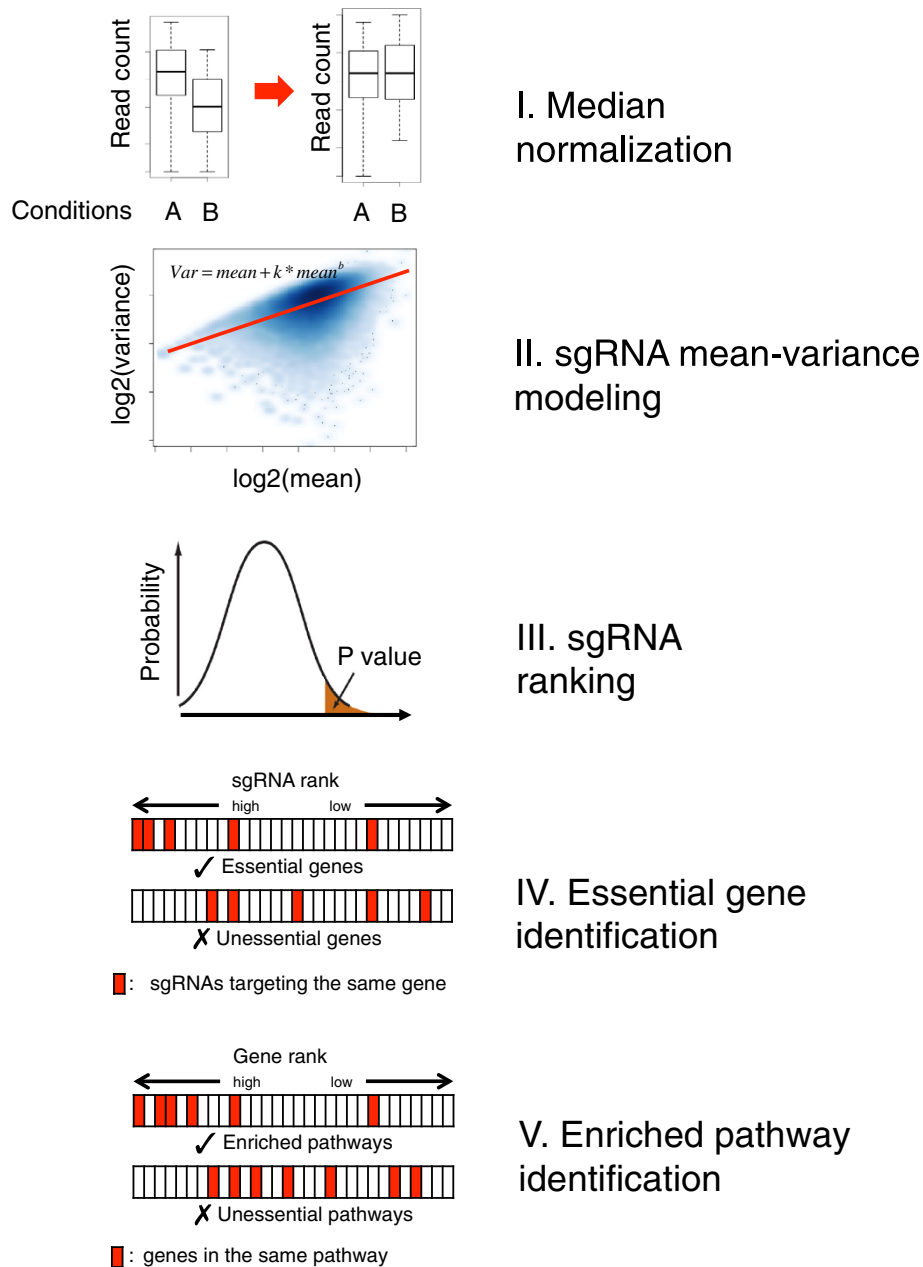 Read count
Read count
Conditions A B
A B
I. Median
normalization
log2(variance)
Var = mean + k * mean^b
log2(mean)
II. sgRNA mean-variance
modeling
Probability
P value
III. sgRNA
ranking
sgRNA rank
high low
✓ Essential genes
✗ Unessential genes
: sgRNAs targeting the same gene
IV. Essential gene
identification
Gene rank
high low
✓ Enriched pathways
✗ Unessential pathways
: genes in the same pathway
V. Enriched pathway
identification